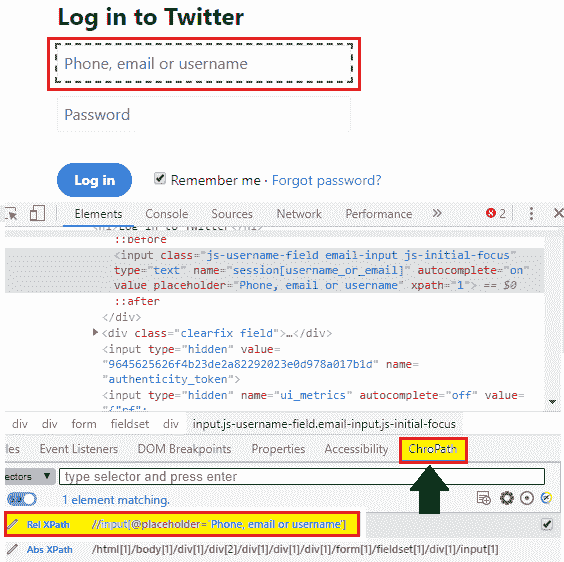 Log in to Twitter
Phone, email or username
Password
Log in
Remember me · Forgot password?
Elements Console Sources Network Performance » 2
<h1>Log in to Twitter</h1>
::before
<input class="js-username-field email-input js-initial-focus"
type="text" name="session[username_or_email]" autocomplete="on"
value placeholder="Phone, email or username" xpath="1"> == $0
::after
</div>
<div class="clearfix field">…</div>
<input type="hidden" value=
"9645625626f4b23de2a82292023e0d978a017b1d" name=
"authenticity_token">
<input type="hidden" name="ui_metrics" autocomplete="off" value=
"{"rf":
div div form fieldset div input.js-username-field.email-input.js-initial-focus
les Event Listeners DOM Breakpoints Properties Accessibility ChroPath
ectors ▼ type selector and press enter
1 element matching.
Rel XPath //input[@placeholder='Phone, email or username']
Abs XPath /html[1]/body[1]/div[1]/div[2]/div[1]/div[1]/div[1]/form[1]/fieldset[1]/div[1]/input[1]